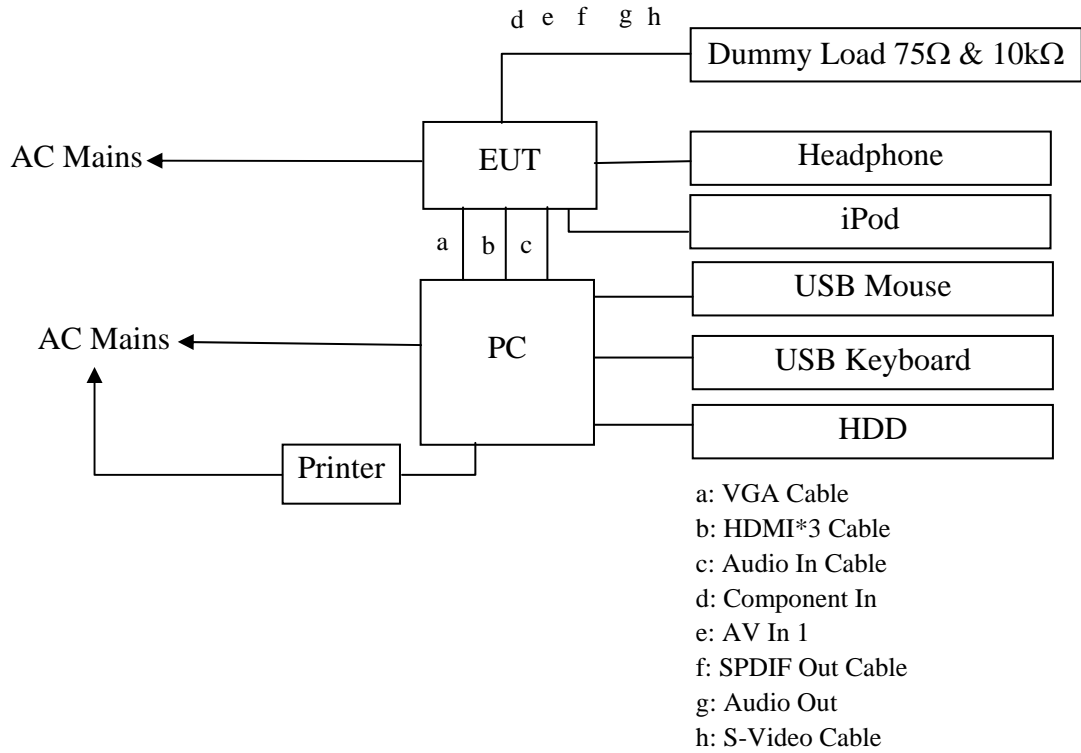 d e f g h
Dummy Load 75Ω & 10kΩ
AC Mains
EUT
Headphone
iPod
a b c
USB Mouse
AC Mains
PC
USB Keyboard
HDD
Printer
a: VGA Cable
b: HDMI*3 Cable
c: Audio In Cable
d: Component In
e: AV In 1
f: SPDIF Out Cable
g: Audio Out
h: S-Video Cable